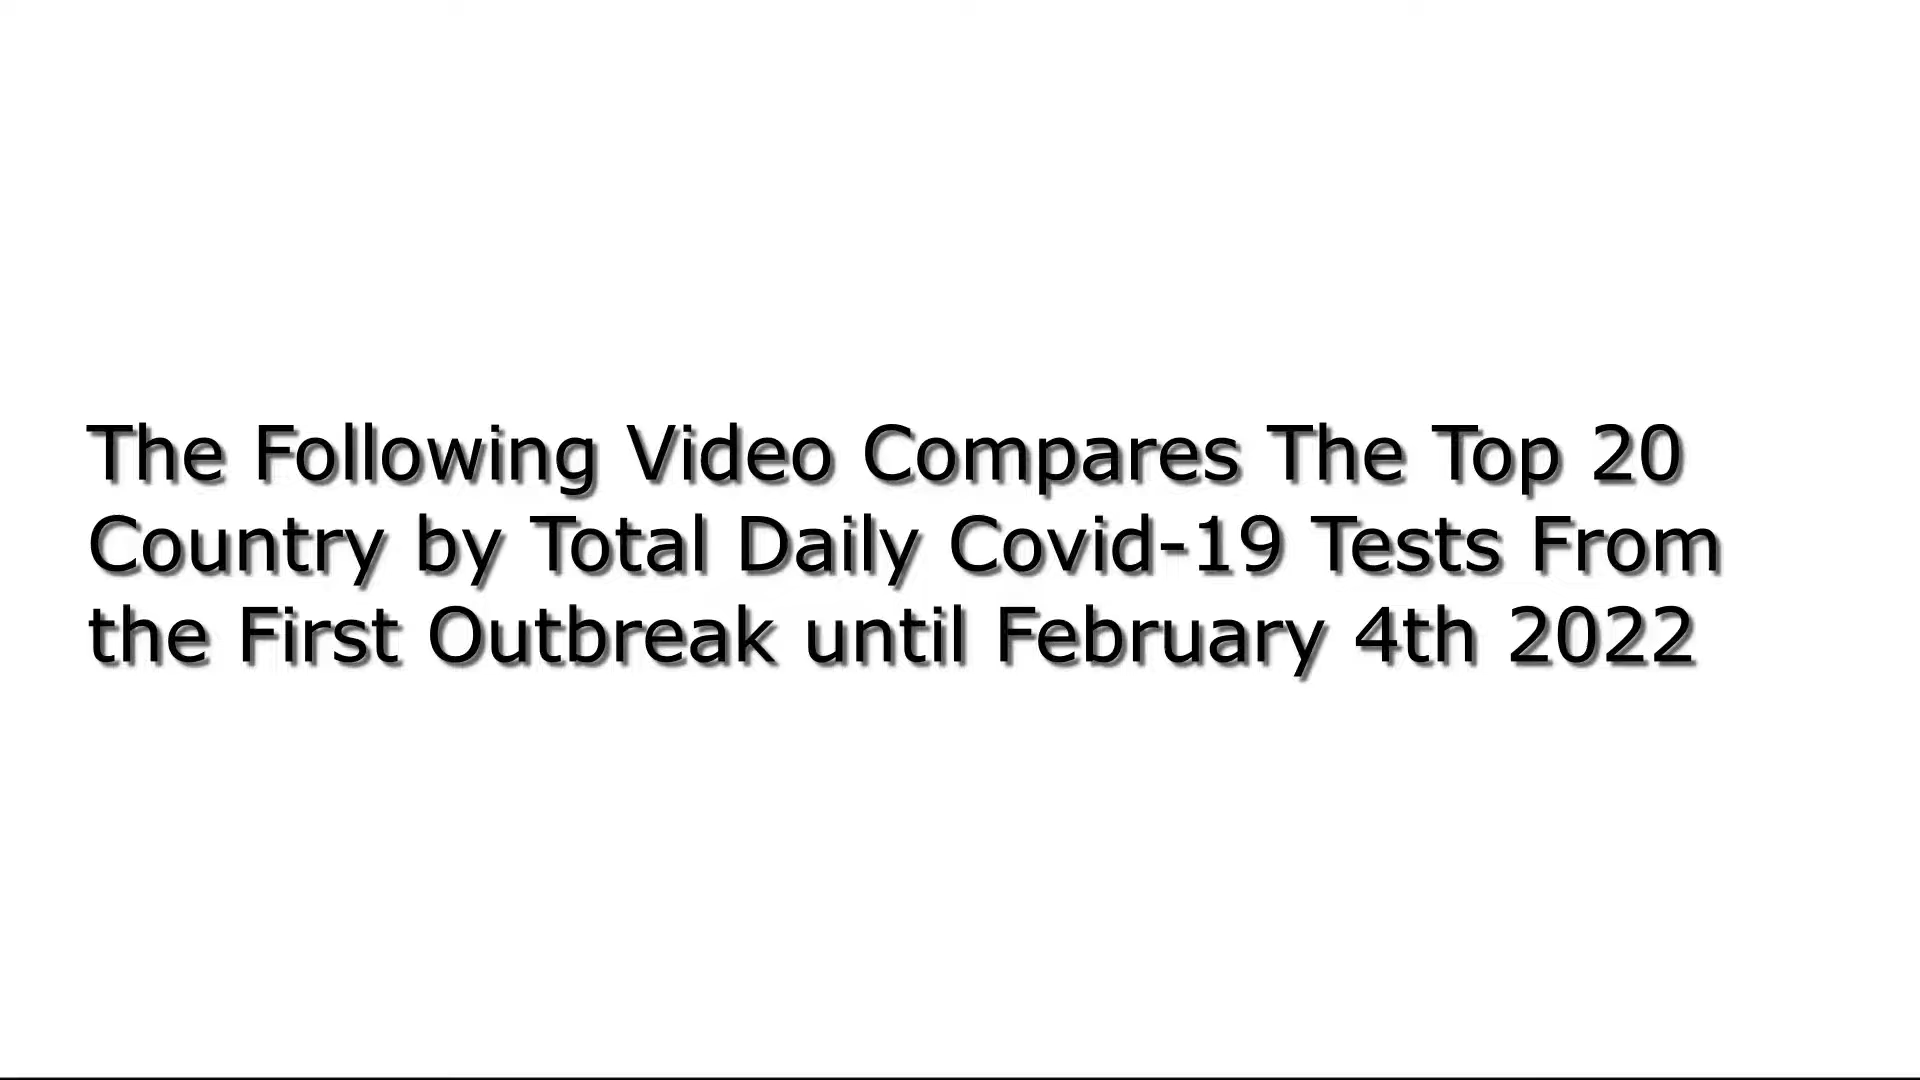 The Following Video Compares The Top 20
Country by Total Daily Covid-19 Tests From
the First Outbreak until February 4th 2022